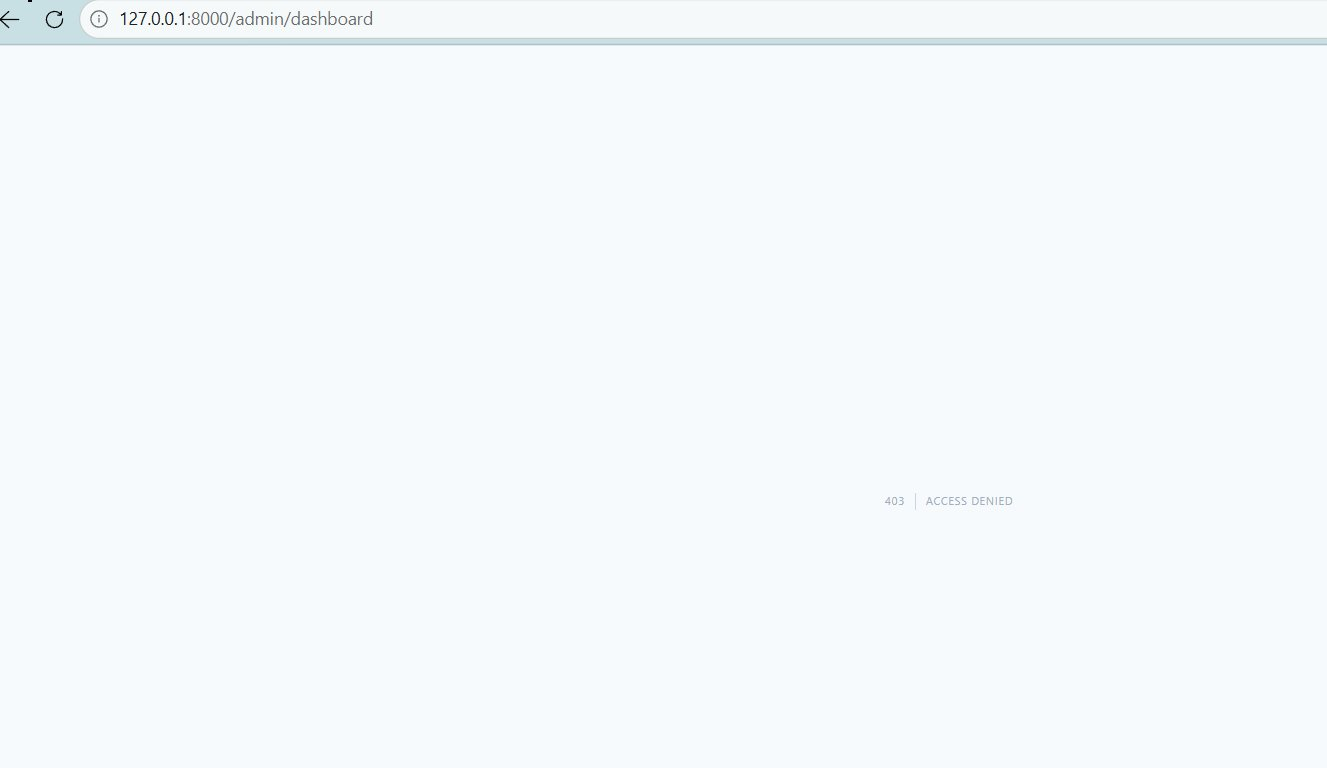 127.0.0.1:8000/admin/dashboard
403
ACCESS DENIED